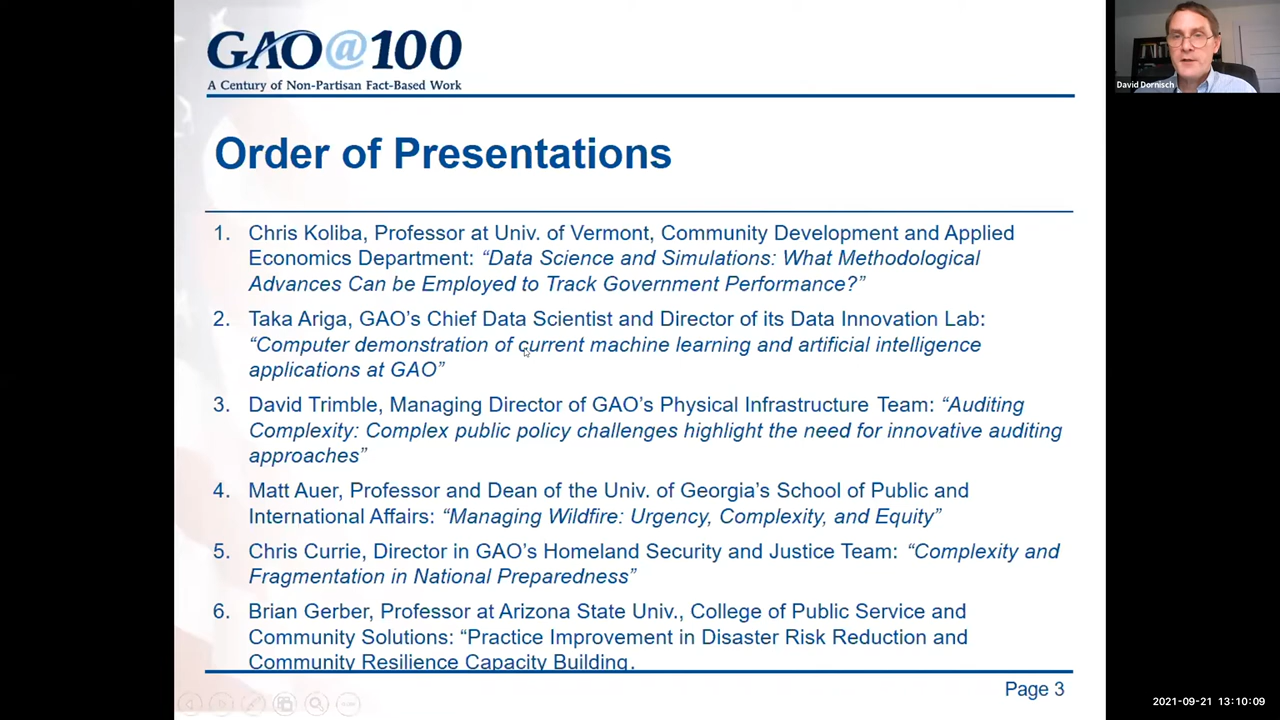 GAO@100
A Century of Non-Partisan Fact-Based Work
David Dornisch
Order of Presentations
1. Chris Koliba, Professor at Univ. of Vermont, Community Development and Applied
Economics Department: “Data Science and Simulations: What Methodological
Advances Can be Employed to Track Government Performance?”
2. Taka Ariga, GAO’s Chief Data Scientist and Director of its Data Innovation Lab:
“Computer demonstration of current machine learning and artificial intelligence
applications at GAO”
3. David Trimble, Managing Director of GAO’s Physical Infrastructure Team: “Auditing
Complexity: Complex public policy challenges highlight the need for innovative auditing
approaches”
4. Matt Auer, Professor and Dean of the Univ. of Georgia’s School of Public and
International Affairs: “Managing Wildfire: Urgency, Complexity, and Equity”
5. Chris Currie, Director in GAO’s Homeland Security and Justice Team: “Complexity and
Fragmentation in National Preparedness”
6. Brian Gerber, Professor at Arizona State Univ., College of Public Service and
Community Solutions: “Practice Improvement in Disaster Risk Reduction and
Community Resilience Capacity Building.
Page 3
2021-09-21 13:10:09